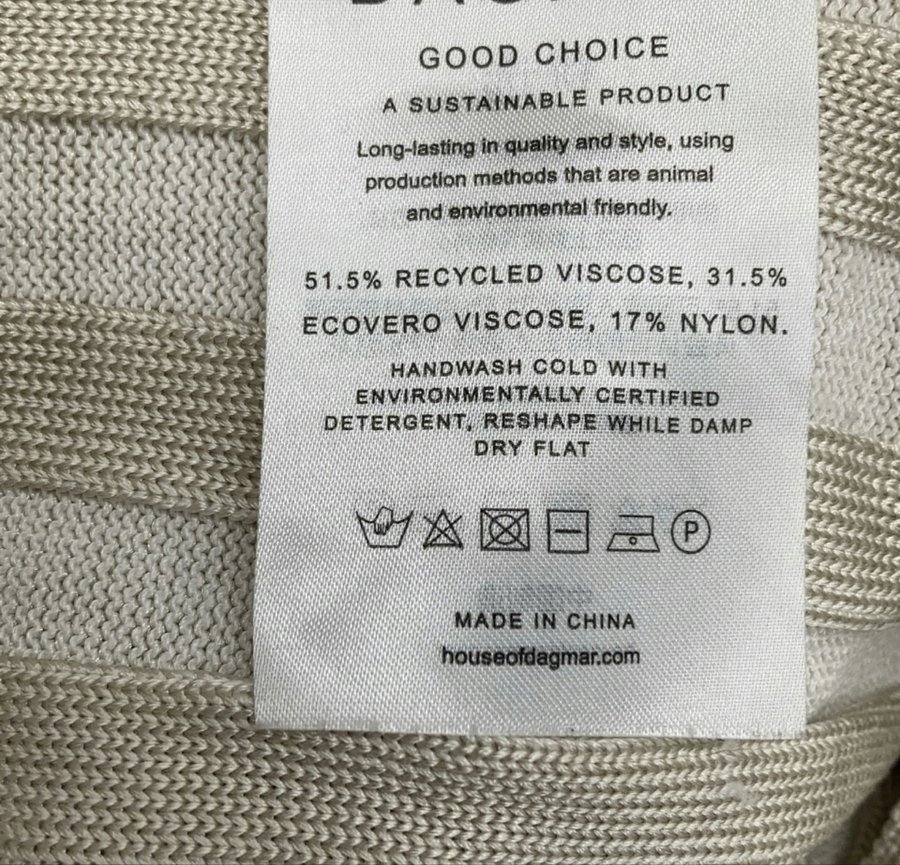 GOOD CHOICE
A SUSTAINABLE PRODUCT
Long-lasting in quality and style, using
production methods that are animal
and environmental friendly.
51.5% RECYCLED VISCOSE, 31.5%
ECOVERO VISCOSE, 17% NYLON.
HANDWASH COLD WITH
ENVIRONMENTALLY CERTIFIED
DETERGENT, RESHAPE WHILE DAMP
DRY FLAT
P
MADE IN CHINA
houseofdagmar.com